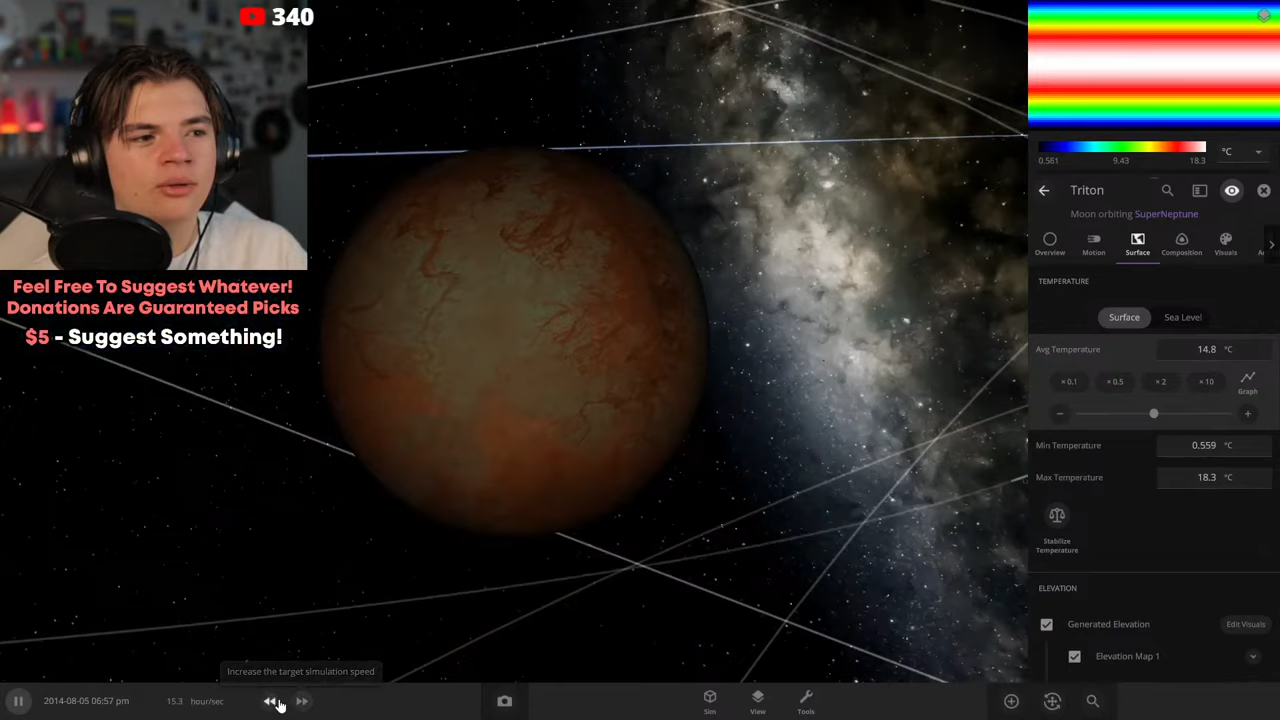 340
Feel Free To Suggest Whatever!
Donations Are Guaranteed Picks
$5 - Suggest Something!
0.561 9.43 18.3 °C
Triton
Moon orbiting SuperNeptune
Overview Motion Surface Composition Visuals
TEMPERATURE
Surface Sea Level
Avg Temperature 14.8 °C
× 0.1 × 0.5 × 2 × 10 Graph
Min Temperature 0.559 °C
Max Temperature 18.3 °C
Stabilize
Temperature
ELEVATION
Generated Elevation Edit Visuals
Elevation Map 1
Increase the target simulation speed
2014-08-05 06:57 pm 15.3 hour/sec
Sim View Tools